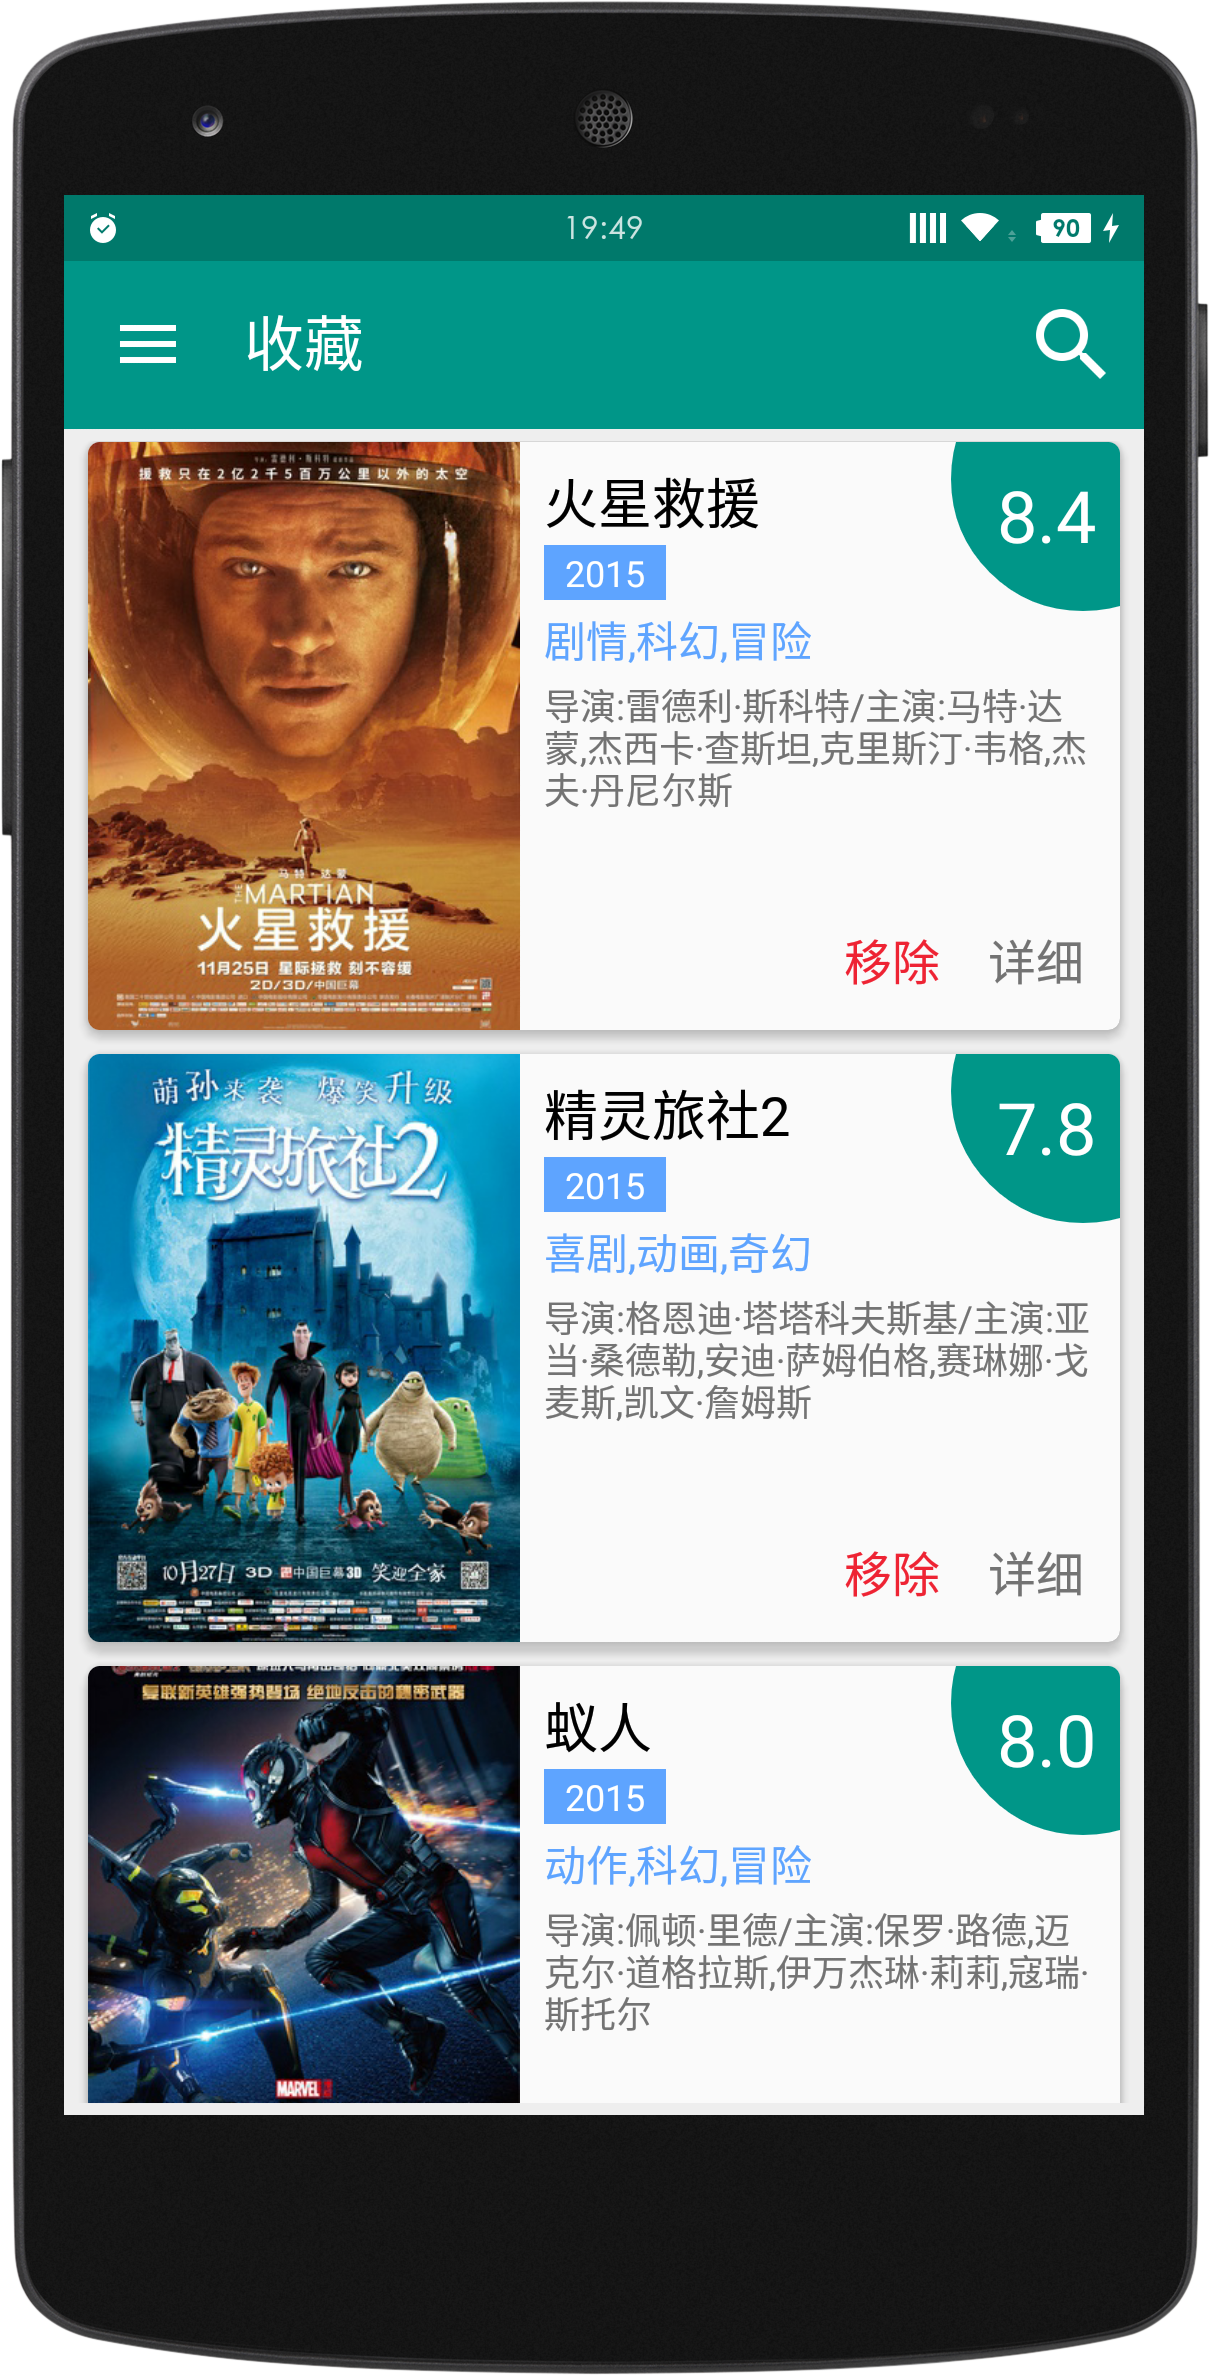 19:49
90
收藏
援救只在2亿2千5百万公里以外的太空
马特·达蒙
THE MARTIAN
火星救援
11月25日 星际拯救 刻不容缓
2D/3D/中国巨幕
火星救援
8.4
2015
剧情,科幻,冒险
导演:雷德利·斯科特/主演:马特·达
蒙,杰西卡·查斯坦,克里斯汀·韦格,杰
夫·丹尼尔斯
移除 详细
萌孙来袭 爆笑升级
精灵旅社2
10月27日 3D 中国巨幕3D 笑迎全家
精灵旅社2
7.8
2015
喜剧,动画,奇幻
导演:格恩迪·塔塔科夫斯基/主演:亚
当·桑德勒,安迪·萨姆伯格,赛琳娜·戈
麦斯,凯文·詹姆斯
移除 详细
复联新英雄强势登场 绝地反击的精密武器
MARVEL
蚁人
8.0
2015
动作,科幻,冒险
导演:佩顿·里德/主演:保罗·路德,迈
克尔·道格拉斯,伊万杰琳·莉莉,寇瑞·
斯托尔